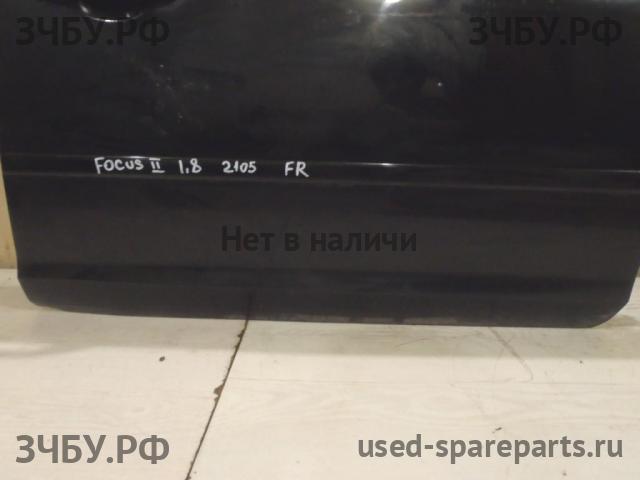 ЗЧБУ.РФ ЗЧБУ.РФ
FOCUS II 1.8 2105 FR
Нет в наличи
ЗЧБУ.РФ used-spareparts.ru